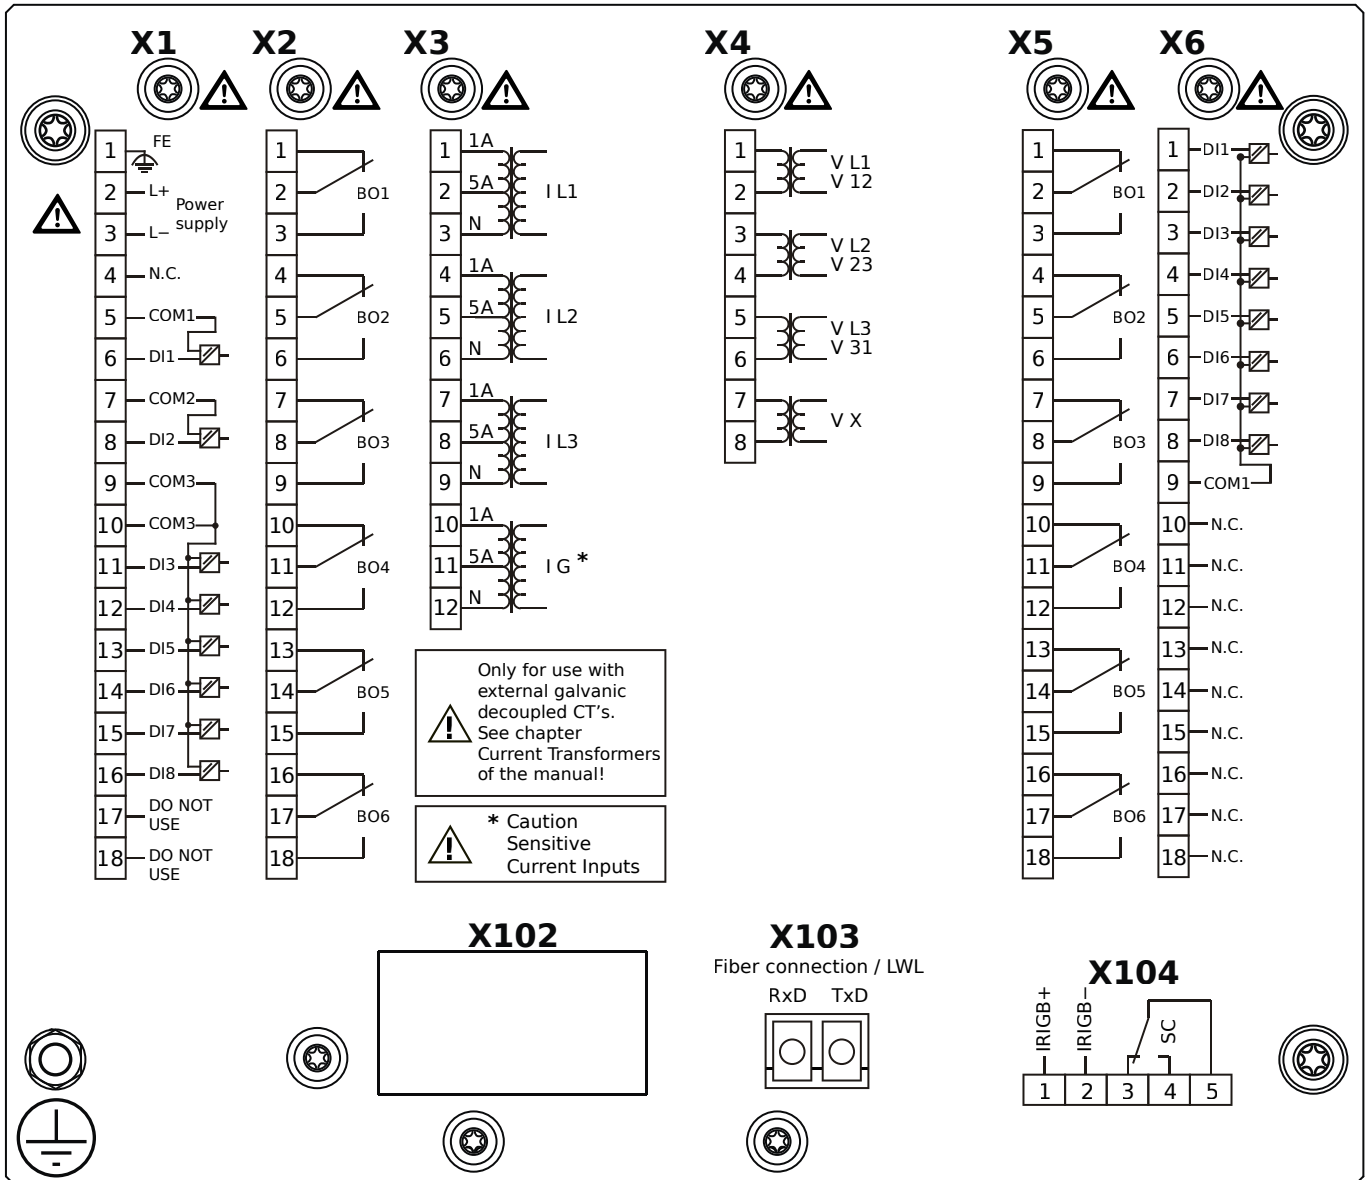 X1
X2
X3
X4
X5
X6
1 FE
2 L+
Power
supply
3 L−
4 N.C.
5 COM1
6 DI1
7 COM2
8 DI2
9 COM3
10 COM3
11 DI3
12 DI4
13 DI5
14 DI6
15 DI7
16 DI8
17 DO NOT
USE
18 DO NOT
USE
1
2 BO1
3
4
5 BO2
6
7
8 BO3
9
10
11 BO4
12
13
14 BO5
15
16
17 BO6
18
1 1A
2 5A I L1
3 N
4 1A
5 5A I L2
6 N
7 1A
8 5A I L3
9 N
10 1A
11 5A I G *
12 N
Only for use with
external galvanic
decoupled CT's.
See chapter
Current Transformers
of the manual!
* Caution
Sensitive
Current Inputs
1 V L1
2 V 12
3 V L2
4 V 23
5 V L3
6 V 31
7 V X
8
1
2 BO1
3
4
5 BO2
6
7
8 BO3
9
10
11 BO4
12
13
14 BO5
15
16
17 BO6
18
1 DI1
2 DI2
3 DI3
4 DI4
5 DI5
6 DI6
7 DI7
8 DI8
9 COM1
10 N.C.
11 N.C.
12 N.C.
13 N.C.
14 N.C.
15 N.C.
16 N.C.
17 N.C.
18 N.C.
X102
X103
Fiber connection / LWL
RxD TxD
X104
IRIGB+
IRIGB−
SC
1 2 3 4 5